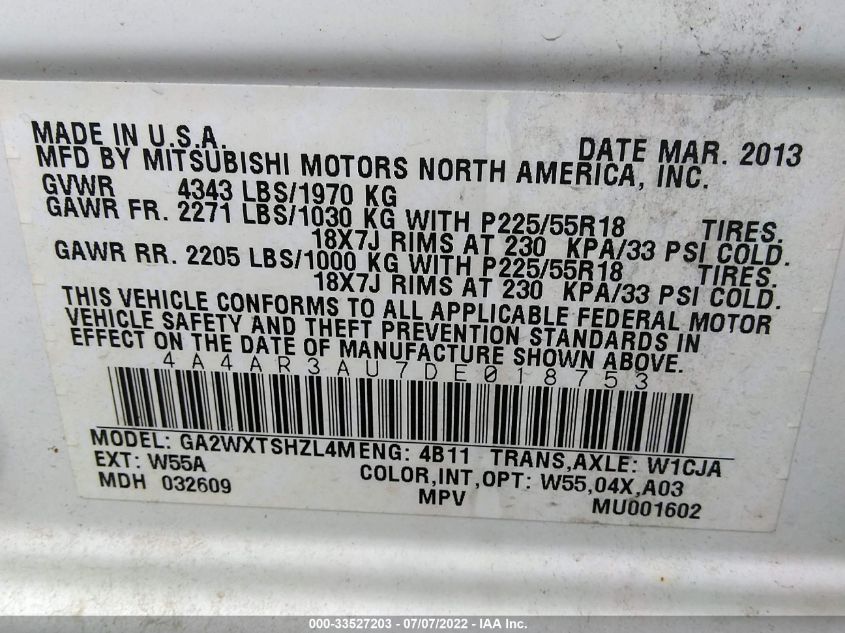 MADE IN U.S.A. DATE MAR. 2013
MFD BY MITSUBISHI MOTORS NORTH AMERICA, INC.
GVWR 4343 LBS/1970 KG
GAWR FR. 2271 LBS/1030 KG WITH P225/55R18 TIRES.
18X7J RIMS AT 230 KPA/33 PSI COLD.
GAWR RR. 2205 LBS/1000 KG WITH P225/55R18 TIRES.
18X7J RIMS AT 230 KPA/33 PSI COLD.
THIS VEHICLE CONFORMS TO ALL APPLICABLE FEDERAL MOTOR
VEHICLE SAFETY AND THEFT PREVENTION STANDARDS IN
EFFECT ON THE DATE OF MANUFACTURE SHOWN ABOVE.
4A4AR3AU7DE018753
MODEL: GA2WXTSHZL4M ENG: 4B11 TRANS,AXLE: W1CJA
EXT: W55A COLOR,INT,OPT: W55,04X,A03
MDH 032609 MPV MU001602
000-33527203 - 07/07/2022 - IAA Inc.